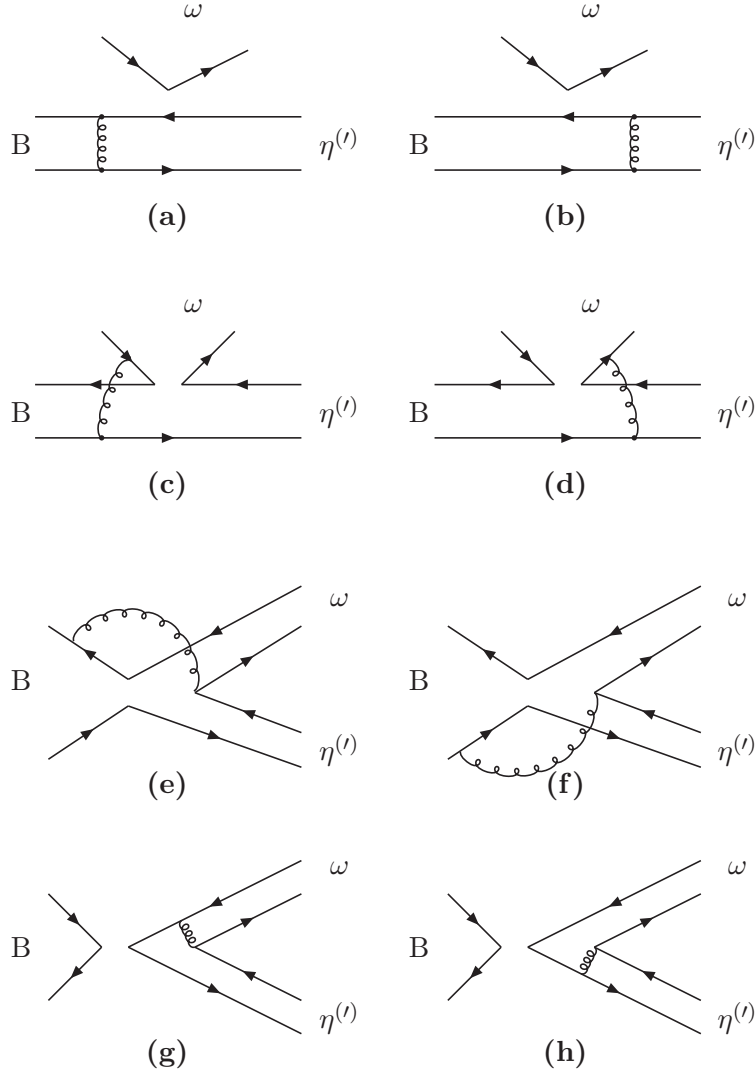 ω ω
B η(′) B η(′)
(a) (b)
ω ω
B η(′) B η(′)
(c) (d)
ω ω
B B
η(′) η(′)
(e) (f)
ω ω
B B
η(′) η(′)
(g) (h)